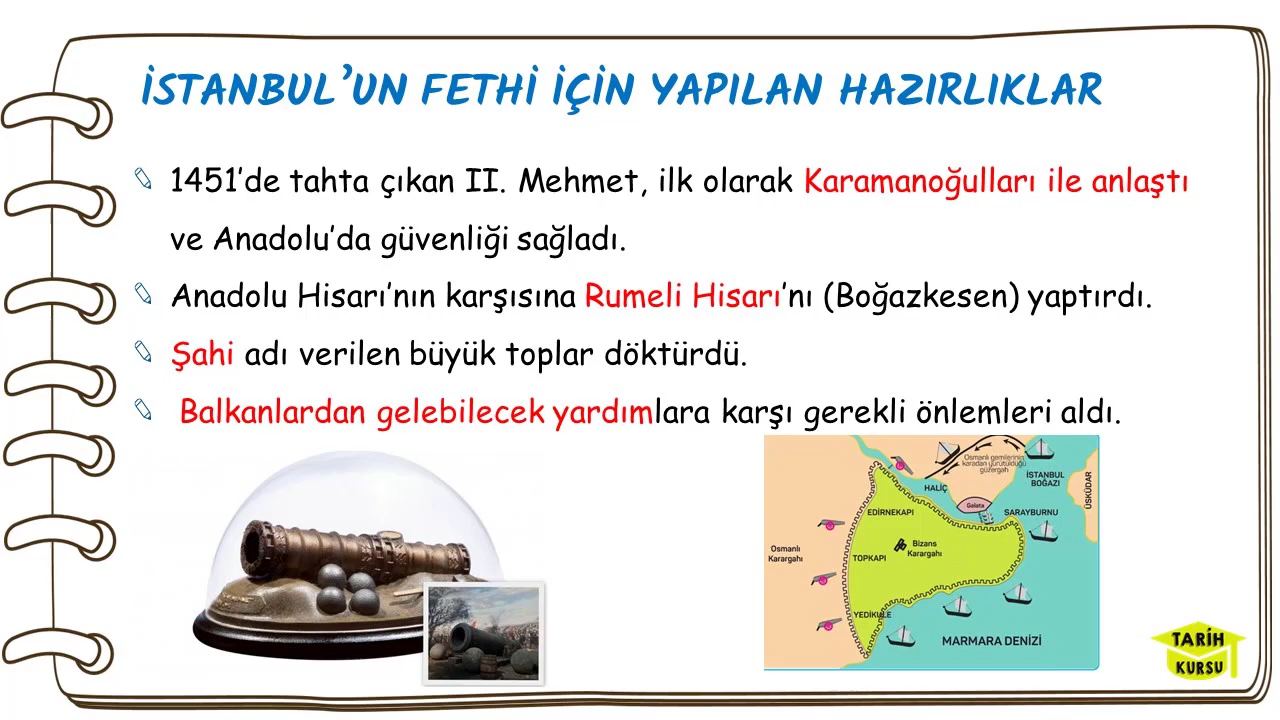 İSTANBUL’UN FETHİ İÇİN YAPILAN HAZIRLIKLAR
1451’de tahta çıkan II. Mehmet, ilk olarak Karamanoğulları ile anlaştı
ve Anadolu’da güvenliği sağladı.
Anadolu Hisarı’nın karşısına Rumeli Hisarı’nı (Boğazkesen) yaptırdı.
Şahi adı verilen büyük toplar döktürdü.
Balkanlardan gelebilecek yardımlara karşı gerekli önlemleri aldı.
Osmanlı gemilerinin
karadan yürütüldüğü
güzergah
HALİÇ
İSTANBUL
BOĞAZI
ÜSKÜDAR
Galata
EDİRNEKAPI
SARAYBURNU
Osmanlı
Karargahı
Bizans
Karargahı
TOPKAPI
YEDİKULE
MARMARA DENİZİ
TARİH
KURSU